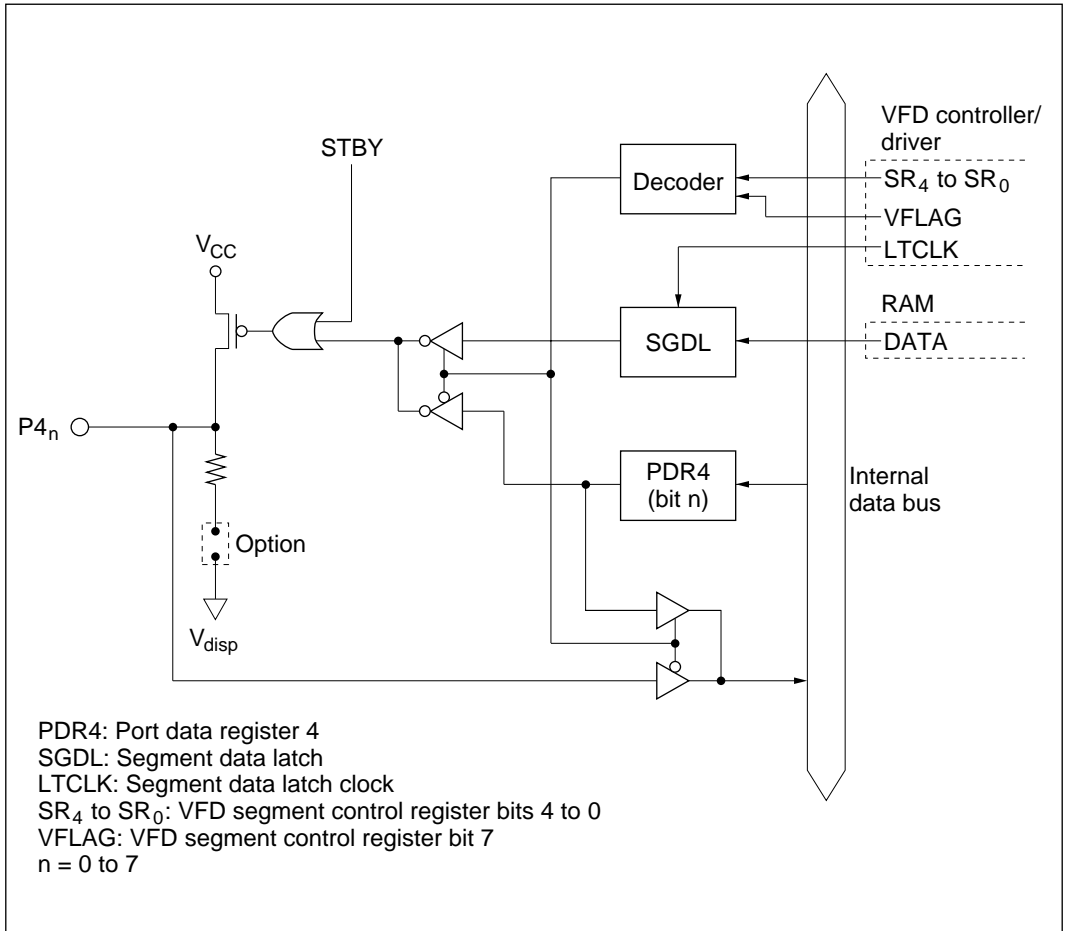 VFD controller/
driver
STBY
Decoder
SR4 to SR0
VFLAG
LTCLK
VCC
RAM
SGDL
DATA
P4n
PDR4
(bit n)
Internal
data bus
Option
Vdisp
PDR4: Port data register 4
SGDL: Segment data latch
LTCLK: Segment data latch clock
SR4 to SR0: VFD segment control register bits 4 to 0
VFLAG: VFD segment control register bit 7
n = 0 to 7